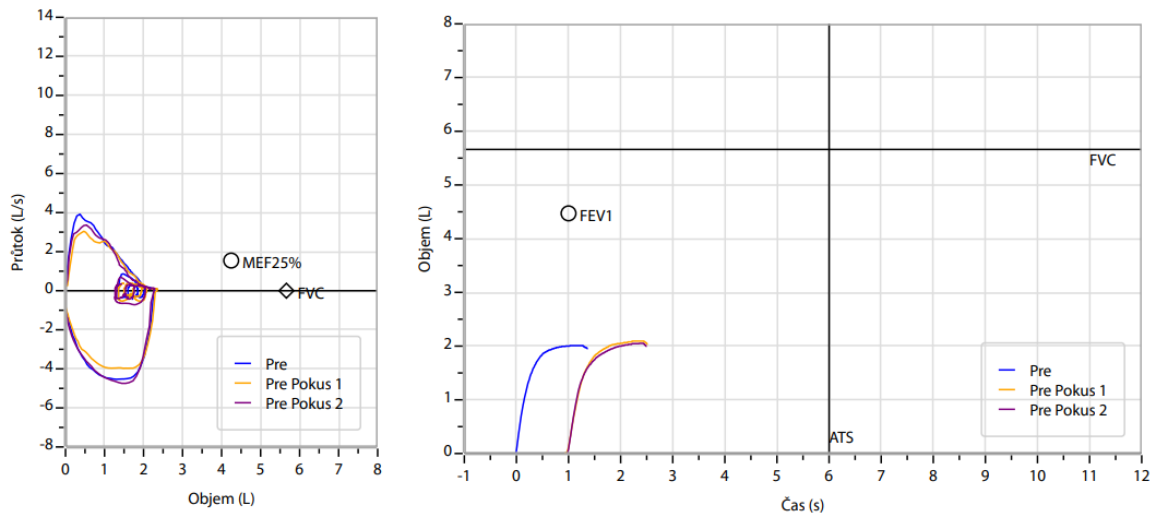 14
12
10
8
6
4
2
0
-2
-4
-6
-8
Průtok (L/s)
MEF25%
FVC
Pre
Pre Pokus 1
Pre Pokus 2
0 1 2 3 4 5 6 7 8
Objem (L)
8
7
6
5
4
3
2
1
0
Objem (L)
FVC
FEV1
Pre
Pre Pokus 1
Pre Pokus 2
ATS
-1 0 1 2 3 4 5 6 7 8 9 10 11 12
Čas (s)